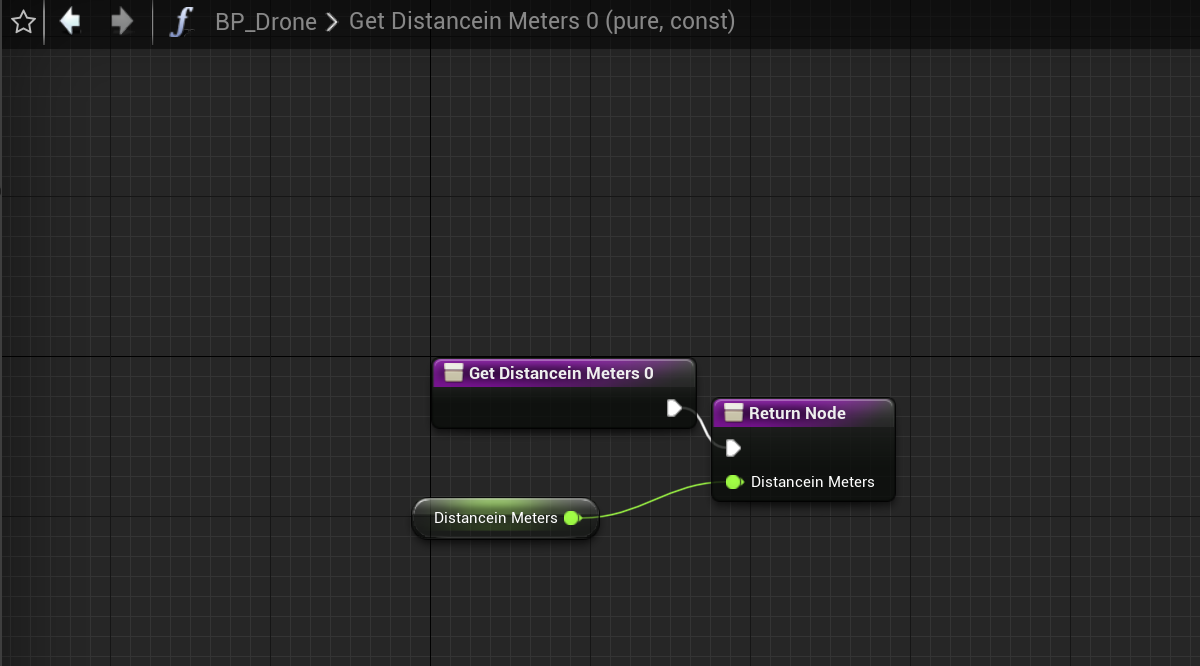 BP_Drone > Get Distancein Meters 0 (pure, const)
Get Distancein Meters 0
Return Node
Distancein Meters
Distancein Meters